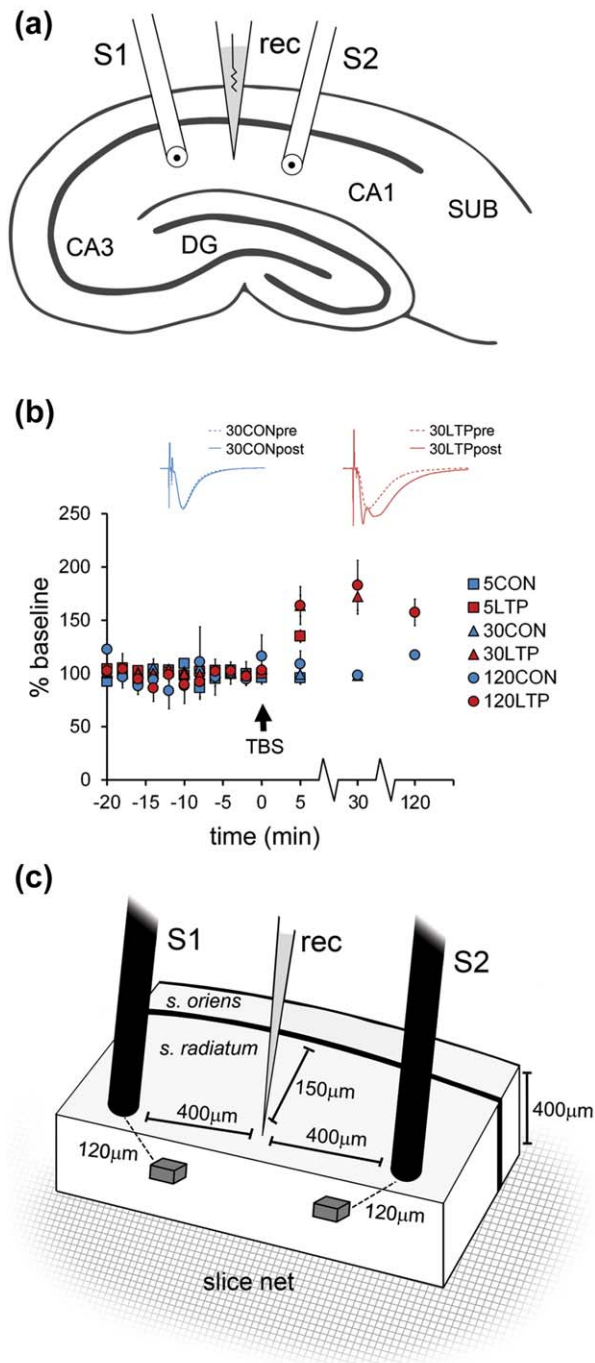 (a)
S1
rec
S2
CA1
SUB
CA3
DG
(b)
30CONpre
30CONpost
30LTPpre
30LTPpost
250
200
150
100
50
0
% baseline
5CON
5LTP
30CON
30LTP
120CON
120LTP
TBS
-20 -15 -10 -5 0 5 30 120
time (min)
(c)
S1
rec
S2
s. oriens
s. radiatum
150μm
400μm
400μm
400μm
120μm
120μm
slice net